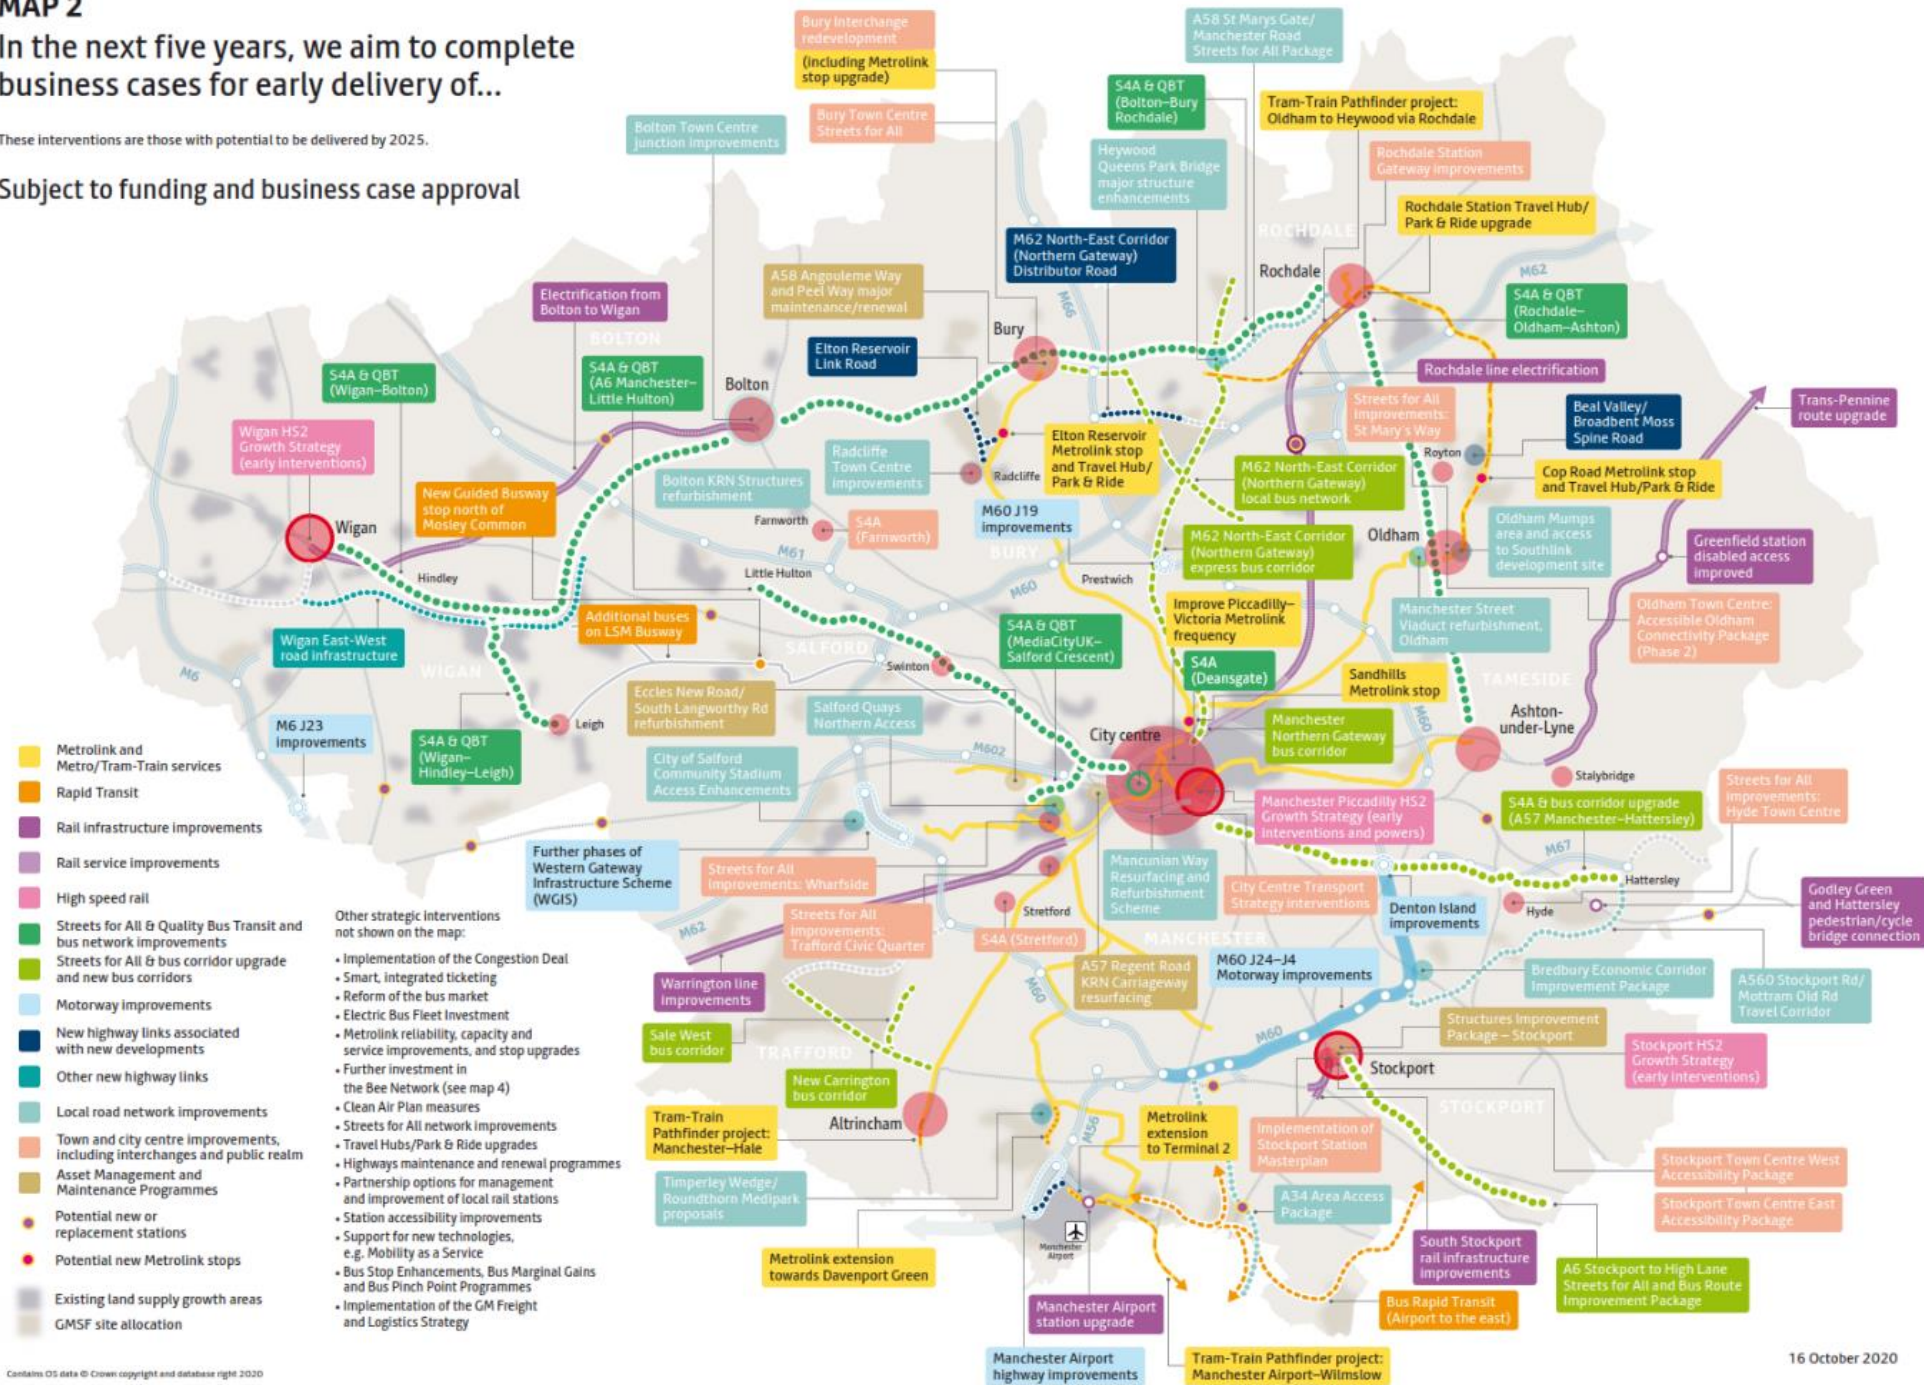 MAP 2
In the next five years, we aim to complete
business cases for early delivery of...
These interventions are those with potential to be delivered by 2025.
Subject to funding and business case approval
Bury Interchange
redevelopment
(including Metrolink
stop upgrade)
Bury Town Centre
Streets for All
A58 St Marys Gate/
Manchester Road
Streets for All Package
S4A & QBT
(Bolton–Bury
Rochdale)
Tram-Train Pathfinder project:
Oldham to Heywood via Rochdale
Bolton Town Centre
junction improvements
Heywood
Queens Park Bridge
major structure
enhancements
Rochdale Station
Gateway improvements
Rochdale Station Travel Hub/
Park & Ride upgrade
M62 North-East Corridor
(Northern Gateway)
Distributor Road
ROCHDALE
Rochdale
M62
A58 Angouleme Way
and Peel Way major
maintenance/renewal
Electrification from
Bolton to Wigan
BOLTON
M66
S4A & QBT
(Rochdale–
Oldham–Ashton)
Bury
Elton Reservoir
Link Road
S4A & QBT
(Wigan–Bolton)
S4A & QBT
(A6 Manchester–
Little Hulton)
Bolton
Rochdale line electrification
Trans-Pennine
route upgrade
Streets for All
improvements:
St Mary's Way
Beal Valley/
Broadbent Moss
Spine Road
Wigan HS2
Growth Strategy
(early interventions)
Radcliffe
Town Centre
improvements
Radcliffe
Elton Reservoir
Metrolink stop
and Travel Hub/
Park & Ride
Royton
Cop Road Metrolink stop
and Travel Hub/Park & Ride
M62 North-East Corridor
(Northern Gateway)
local bus network
Bolton KRN Structures
refurbishment
New Guided Busway
stop north of
Mosley Common
Wigan
Farnworth
S4A
(Farnworth)
M60 J19
improvements
BURY
M62 North-East Corridor
(Northern Gateway)
express bus corridor
Oldham
Oldham Mumps
area and access
to Southlink
development site
Greenfield station
disabled access
improved
M61
Hindley
Little Hulton
M60
Prestwich
Improve Piccadilly–
Victoria Metrolink
frequency
Manchester Street
Viaduct refurbishment,
Oldham
Oldham Town Centre:
Accessible Oldham
Connectivity Package
(Phase 2)
Wigan East-West
road infrastructure
Additional buses
on LSM Busway
S4A & QBT
(MediaCityUK–
Salford Crescent)
SALFORD
Swinton
S4A
(Deansgate)
Sandhills
Metrolink stop
TAMESIDE
M6
WIGAN
Eccles New Road/
South Langworthy Rd
refurbishment
Salford Quays
Northern Access
M60
Manchester
Northern Gateway
bus corridor
Ashton-
under-Lyne
M6 J23
improvements
Leigh
S4A & QBT
(Wigan–
Hindley–Leigh)
City centre
M602
City of Salford
Community Stadium
Access Enhancements
Stalybridge
Streets for All
improvements:
Hyde Town Centre
Manchester Piccadilly HS2
Growth Strategy (early
interventions and powers)
S4A & bus corridor upgrade
(A57 Manchester–Hattersley)
M67
Hattersley
Further phases of
Western Gateway
Infrastructure Scheme
(WGIS)
Streets for All
improvements: Wharfside
Mancunian Way
Resurfacing and
Refurbishment
Scheme
City Centre Transport
Strategy interventions
Denton Island
improvements
Hyde
Godley Green
and Hattersley
pedestrian/cycle
bridge connection
M62
Streets for All
improvements:
Trafford Civic Quarter
Stretford
S4A (Stretford)
MANCHESTER
M60 J24–J4
Motorway improvements
Bredbury Economic Corridor
Improvement Package
A560 Stockport Rd/
Mottram Old Rd
Travel Corridor
Warrington line
improvements
A57 Regent Road
KRN Carriageway
resurfacing
M60
Sale West
bus corridor
TRAFFORD
New Carrington
bus corridor
M60
Structures Improvement
Package – Stockport
Stockport HS2
Growth Strategy
(early interventions)
Stockport
STOCKPORT
Tram-Train
Pathfinder project:
Manchester–Hale
Altrincham
M56
Metrolink
extension
to Terminal 2
Implementation of
Stockport Station
Masterplan
Stockport Town Centre West
Accessibility Package
Stockport Town Centre East
Accessibility Package
Timperley Wedge/
Roundthorn Medipark
proposals
A34 Area Access
Package
Manchester
Airport
Metrolink extension
towards Davenport Green
South Stockport
rail infrastructure
improvements
A6 Stockport to High Lane
Streets for All and Bus Route
Improvement Package
Manchester Airport
station upgrade
Bus Rapid Transit
(Airport to the east)
Manchester Airport
highway improvements
Tram-Train Pathfinder project:
Manchester Airport–Wilmslow
Metrolink and
Metro/Tram-Train services
Rapid Transit
Rail infrastructure improvements
Rail service improvements
High speed rail
Streets for All & Quality Bus Transit and
bus network improvements
Streets for All & bus corridor upgrade
and new bus corridors
Motorway improvements
New highway links associated
with new developments
Other new highway links
Local road network improvements
Town and city centre improvements,
including interchanges and public realm
Asset Management and
Maintenance Programmes
Potential new or
replacement stations
Potential new Metrolink stops
Existing land supply growth areas
GMSF site allocation
Other strategic interventions
not shown on the map:
• Implementation of the Congestion Deal
• Smart, integrated ticketing
• Reform of the bus market
• Electric Bus Fleet Investment
• Metrolink reliability, capacity and
service improvements, and stop upgrades
• Further investment in
the Bee Network (see map 4)
• Clean Air Plan measures
• Streets for All network improvements
• Travel Hubs/Park & Ride upgrades
• Highways maintenance and renewal programmes
• Partnership options for management
and improvement of local rail stations
• Station accessibility improvements
• Support for new technologies,
e.g. Mobility as a Service
• Bus Stop Enhancements, Bus Marginal Gains
and Bus Pinch Point Programmes
• Implementation of the GM Freight
and Logistics Strategy
Contains OS data © Crown copyright and database right 2020
16 October 2020